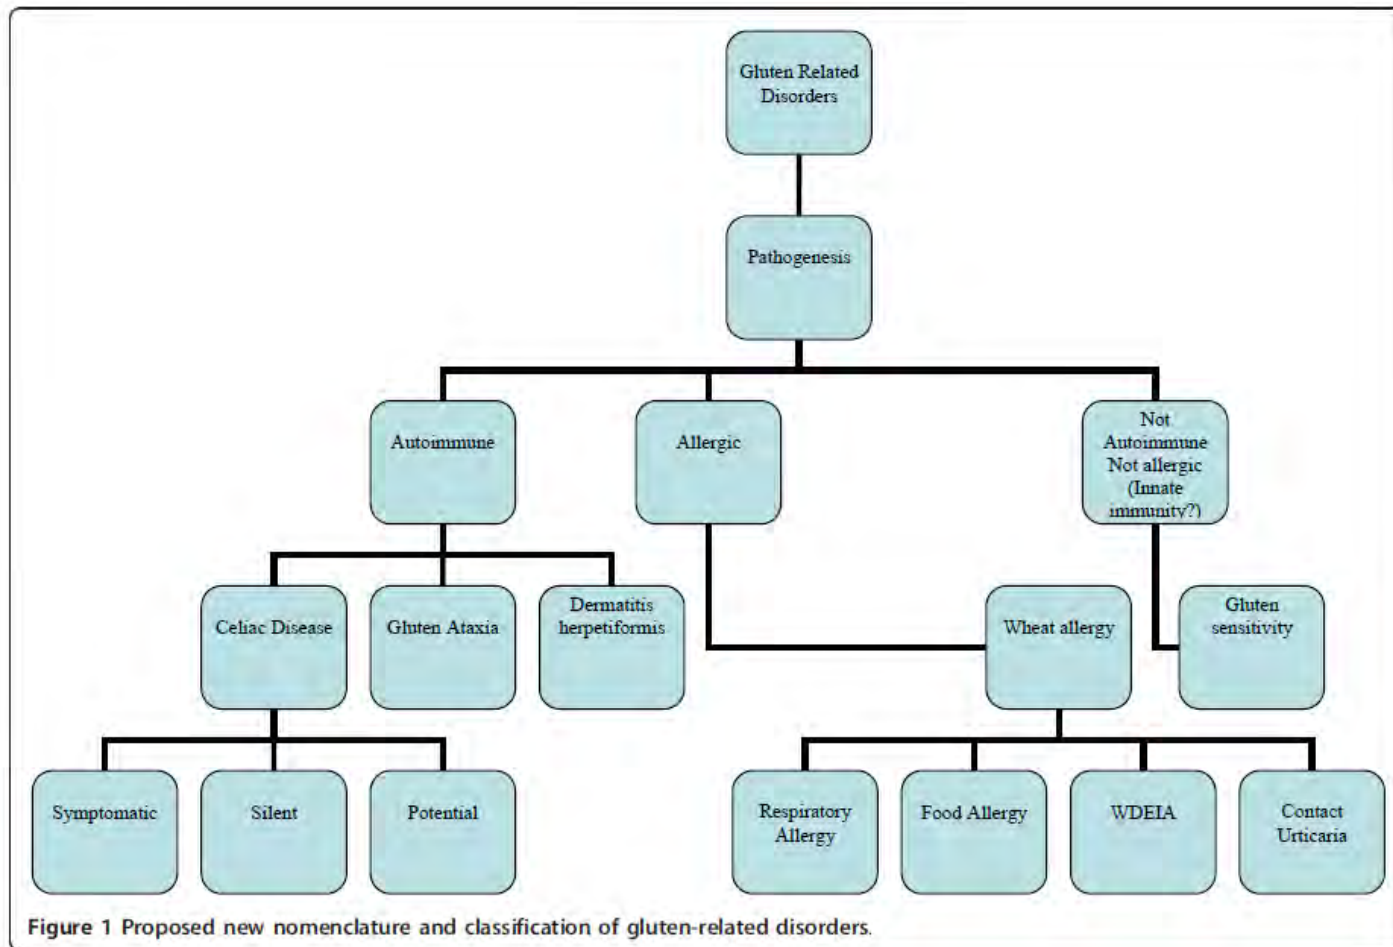 Gluten Related
Disorders
Pathogenesis
Autoimmune
Allergic
Not
Autoimmune
Not allergic
(Innate
immunity?)
Celiac Disease
Gluten Ataxia
Dermatitis
herpetiformis
Wheat allergy
Gluten
sensitivity
Symptomatic
Silent
Potential
Respiratory
Allergy
Food Allergy
WDEIA
Contact
Urticaria
Figure 1 Proposed new nomenclature and classification of gluten-related disorders.